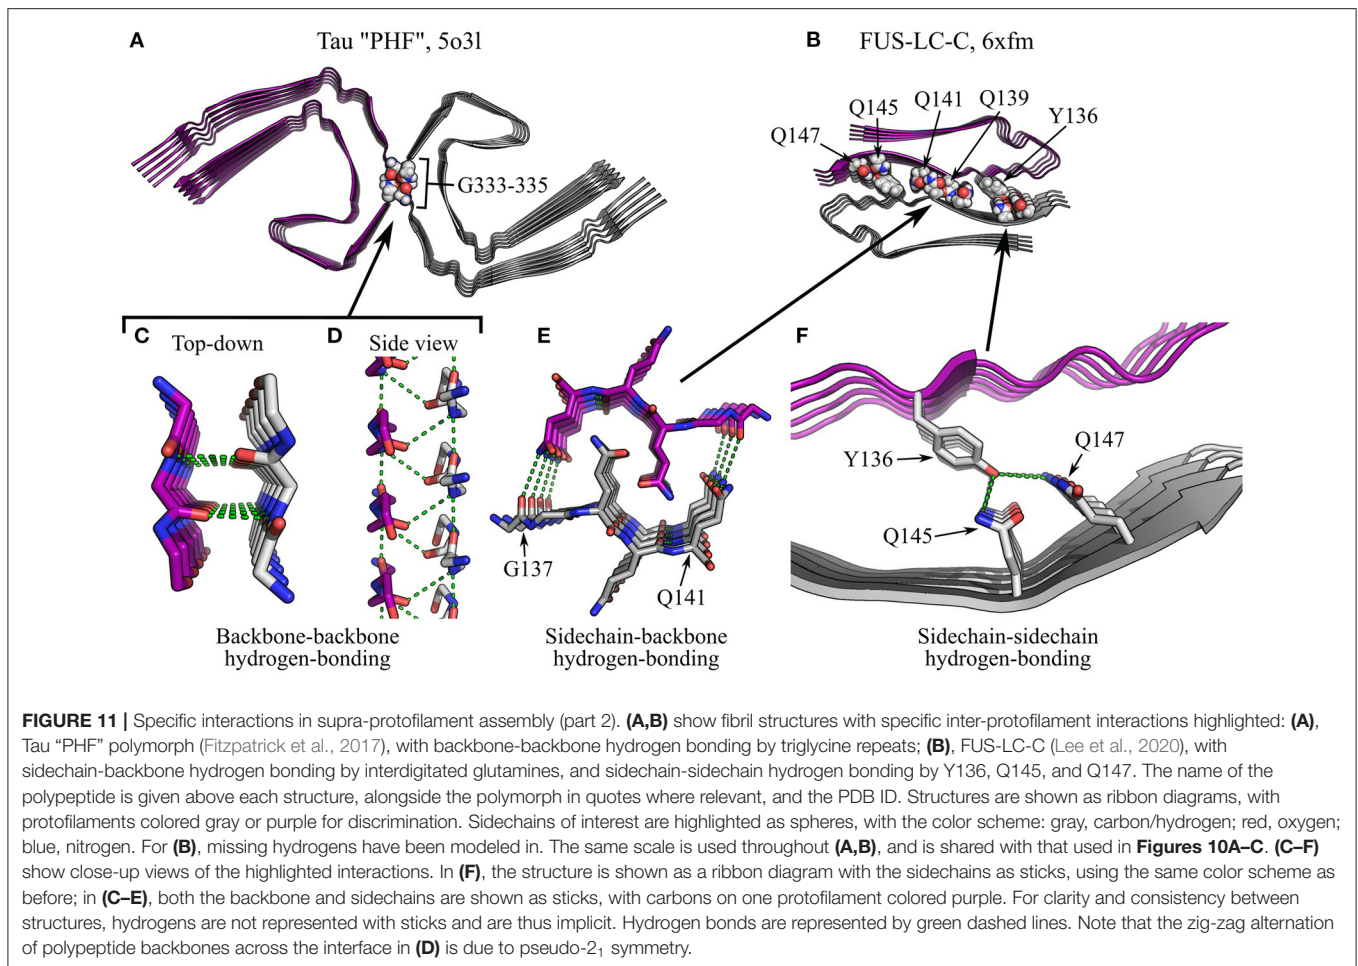 A
Tau "PHF", 5o3l
B
FUS-LC-C, 6xfm
Q147
Q145
Q141
Q139
Y136
G333-335
C
Top-down
D
Side view
E
F
G137
Q141
Y136
Q147
Q145
Backbone-backbone
hydrogen-bonding
Sidechain-backbone
hydrogen-bonding
Sidechain-sidechain
hydrogen-bonding
FIGURE 11 | Specific interactions in supra-protofilament assembly (part 2). (A,B) show fibril structures with specific inter-protofilament interactions highlighted: (A),
Tau “PHF” polymorph (Fitzpatrick et al., 2017), with backbone-backbone hydrogen bonding by triglycine repeats; (B), FUS-LC-C (Lee et al., 2020), with
sidechain-backbone hydrogen bonding by interdigitated glutamines, and sidechain-sidechain hydrogen bonding by Y136, Q145, and Q147. The name of the
polypeptide is given above each structure, alongside the polymorph in quotes where relevant, and the PDB ID. Structures are shown as ribbon diagrams, with
protofilaments colored gray or purple for discrimination. Sidechains of interest are highlighted as spheres, with the color scheme: gray, carbon/hydrogen; red, oxygen;
blue, nitrogen. For (B), missing hydrogens have been modeled in. The same scale is used throughout (A,B), and is shared with that used in Figures 10A–C. (C–F)
show close-up views of the highlighted interactions. In (F), the structure is shown as a ribbon diagram with the sidechains as sticks, using the same color scheme as
before; in (C–E), both the backbone and sidechains are shown as sticks, with carbons on one protofilament colored purple. For clarity and consistency between
structures, hydrogens are not represented with sticks and are thus implicit. Hydrogen bonds are represented by green dashed lines. Note that the zig-zag alternation
of polypeptide backbones across the interface in (D) is due to pseudo-2₁ symmetry.